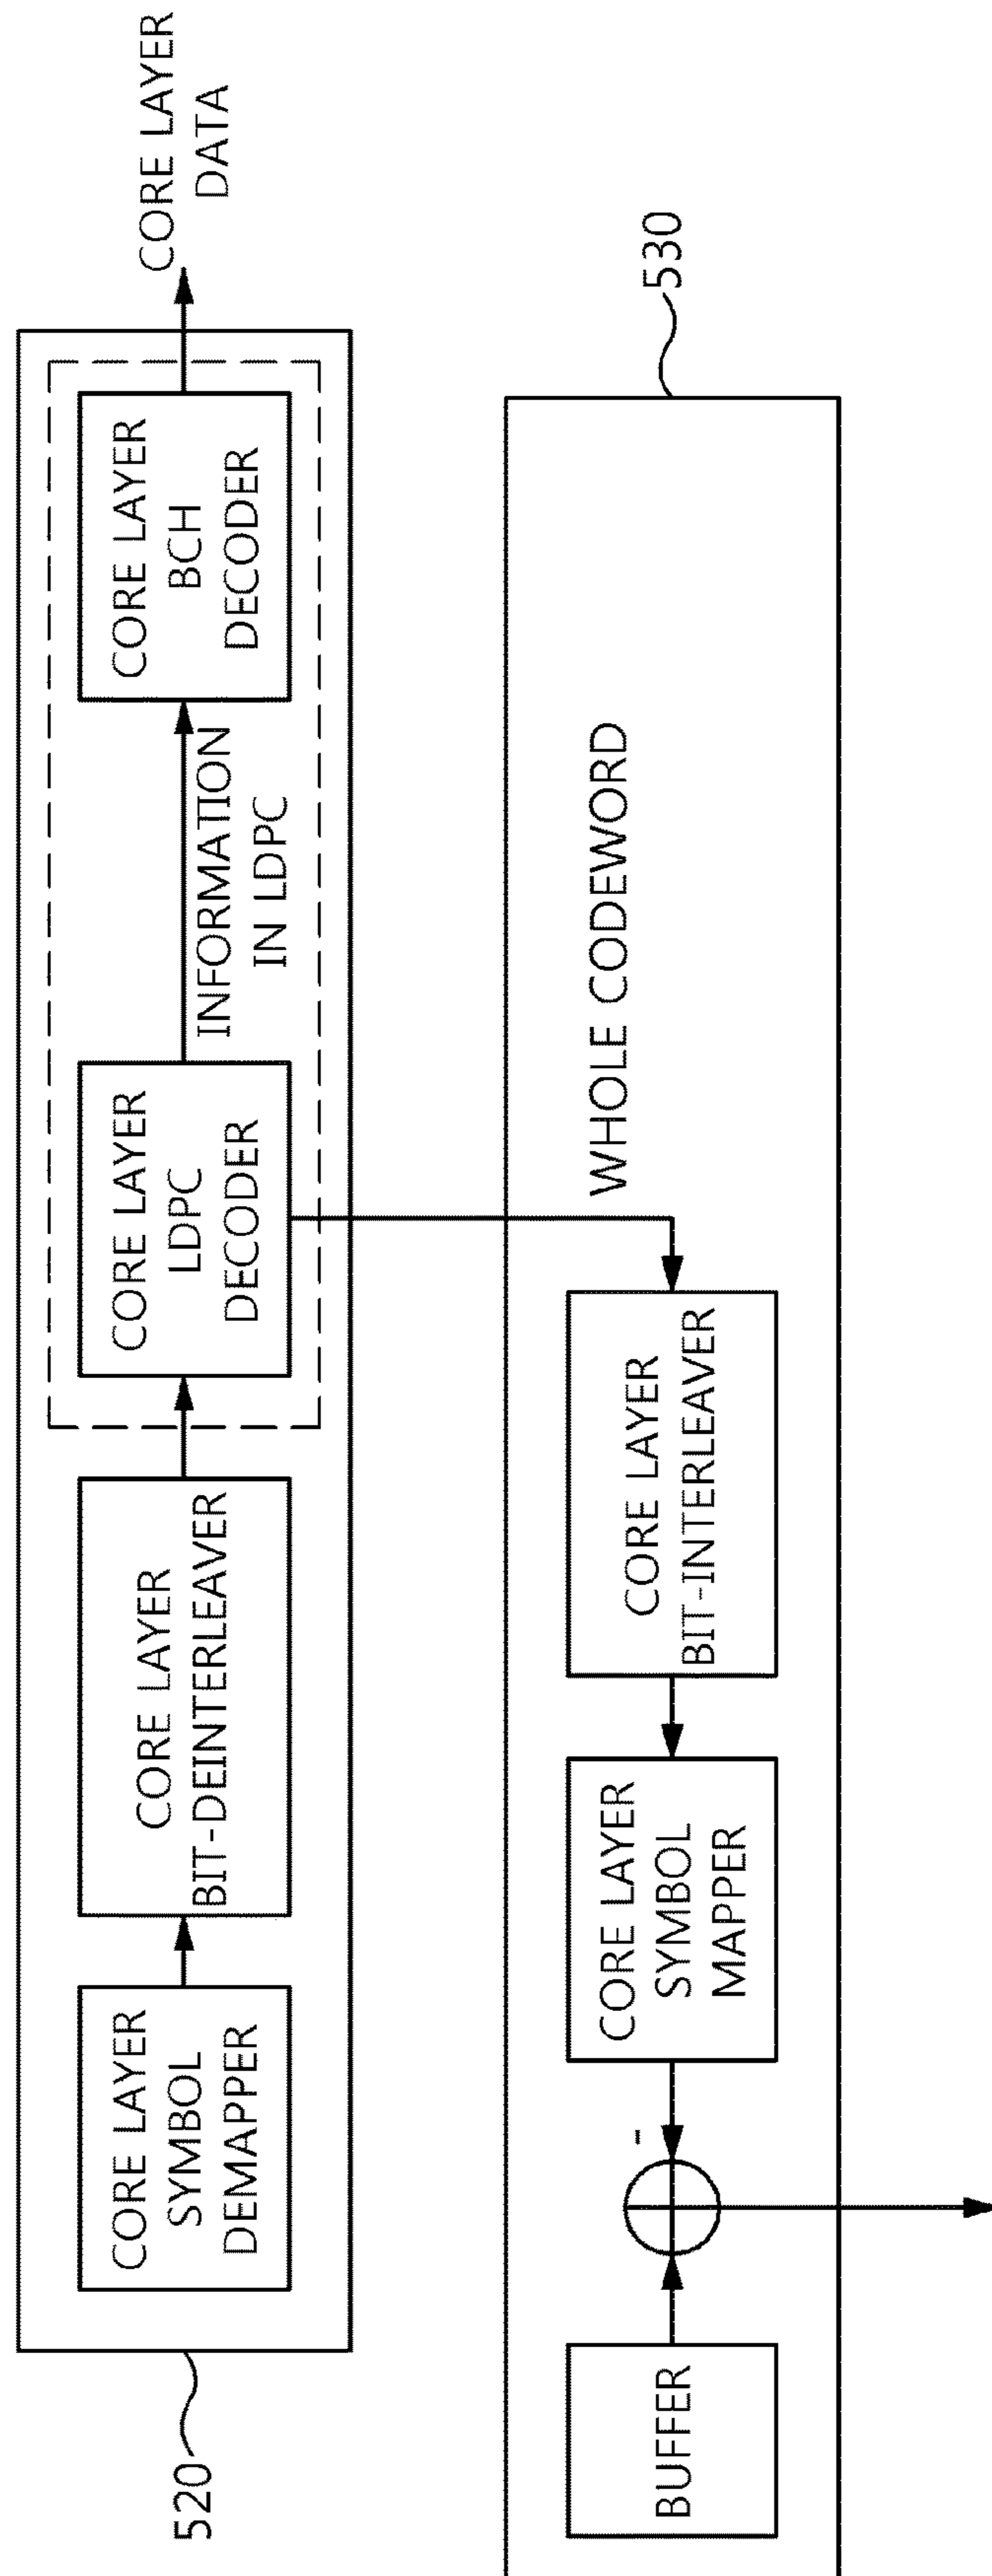 520
CORE LAYER
SYMBOL
DEMAPPER
CORE LAYER
BIT-DEINTERLEAVER
CORE LAYER
LDPC
DECODER
INFORMATION
IN LDPC
CORE LAYER
BCH
DECODER
CORE LAYER
DATA
530
WHOLE CODEWORD
BUFFER
-
CORE LAYER
SYMBOL
MAPPER
CORE LAYER
BIT-INTERLEAVER